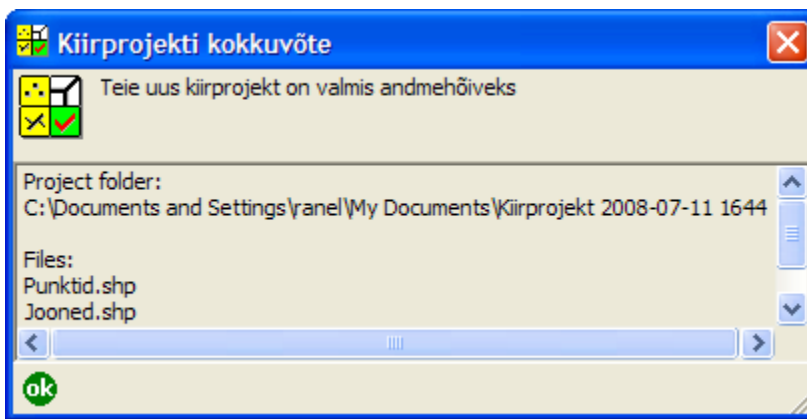 Kiirprojekti kokkuvõte
Teie uus kiirprojekt on valmis andmehõiveks
Project folder:
C:\Documents and Settings\ranel\My Documents\Kiirprojekt 2008-07-11 1644
Files:
Punktid.shp
Jooned.shp
ok